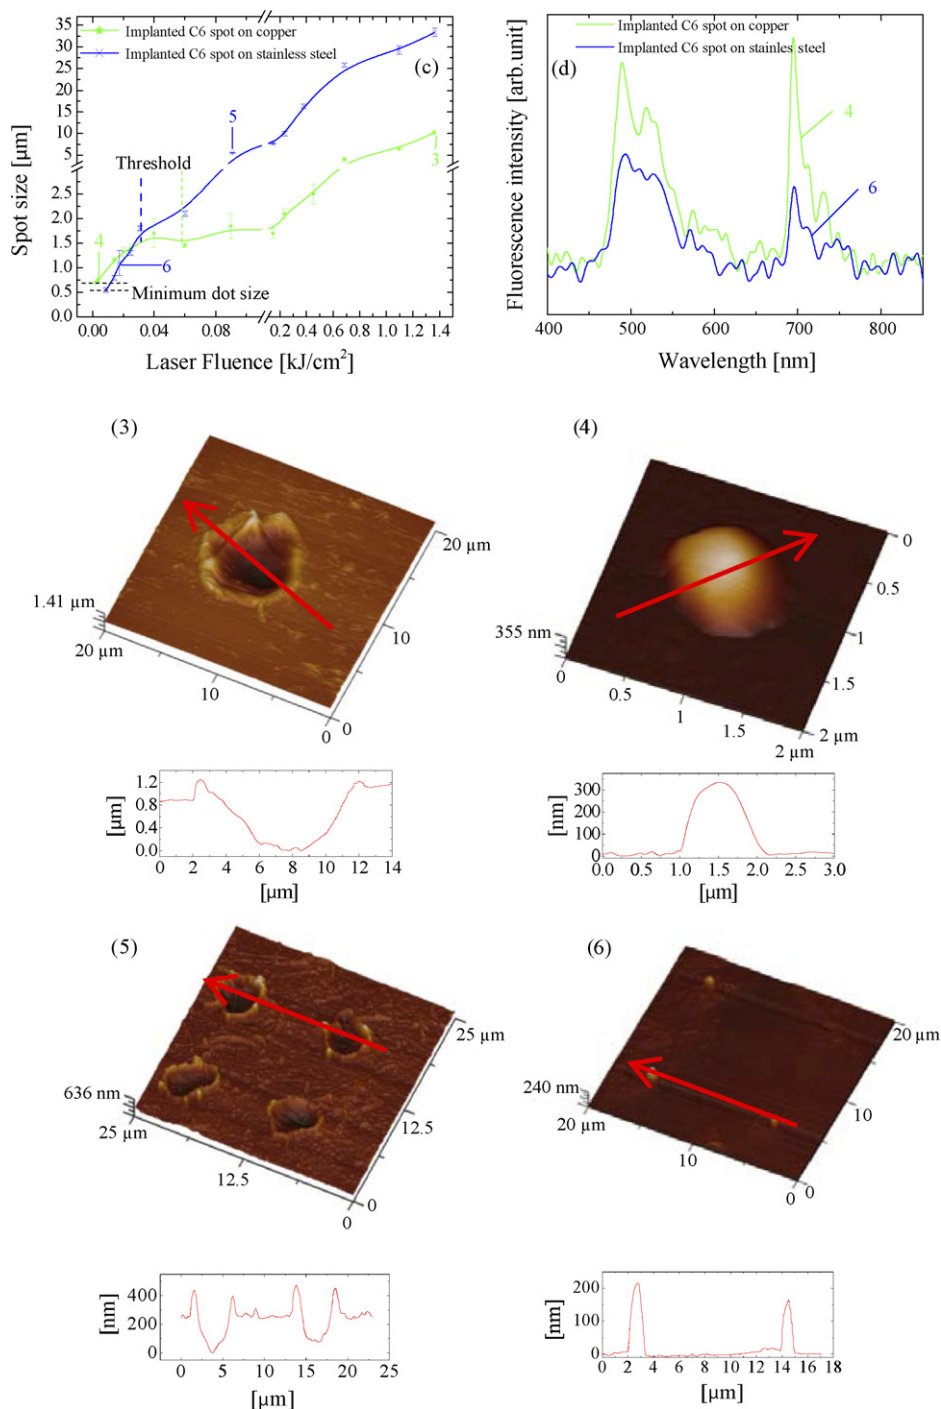 Implanted C6 spot on copper
Implanted C6 spot on stainless steel
(c)
Spot size [µm]
35
30
25
20
15
10
5
2.5
2.0
1.5
1.0
0.5
0.0
Threshold
5
3
4
6
Minimum dot size
0.00 0.04 0.08 0.2 0.4 0.6 0.8 1.0 1.2 1.4
Laser Fluence [kJ/cm²]
Implanted C6 spot on copper
Implanted C6 spot on stainless steel
(d)
Fluorescence intensity [arb.unit]
4
6
400 500 600 700 800
Wavelength [nm]
(3)
1.41 µm
20 µm
10
0
0
10
20 µm
[µm]
1.2
0.8
0.4
0.0
0 2 4 6 8 10 12 14
[µm]
(4)
355 nm
0
0.5
1
1.5
2 µm
0
0.5
1
1.5
2 µm
[nm]
300
200
100
0
0.0 0.5 1.0 1.5 2.0 2.5 3.0
[µm]
(5)
636 nm
25 µm
12.5
0
0
12.5
25 µm
[nm]
400
200
0
0 5 10 15 20 25
[µm]
(6)
240 nm
20 µm
10
0
0
10
20 µm
[nm]
200
100
0
0 2 4 6 8 10 12 14 16 18
[µm]